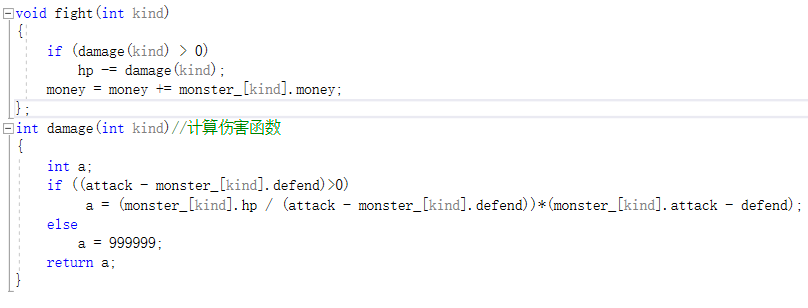 void fight(int kind)
{
    if (damage(kind) > 0)
        hp -= damage(kind);
    money = money += monster_[kind].money;
};
int damage(int kind)//计算伤害函数
{
    int a;
    if ((attack - monster_[kind].defend)>0)
        a = (monster_[kind].hp / (attack - monster_[kind].defend))*(monster_[kind].attack - defend);
    else
        a = 999999;
    return a;
}